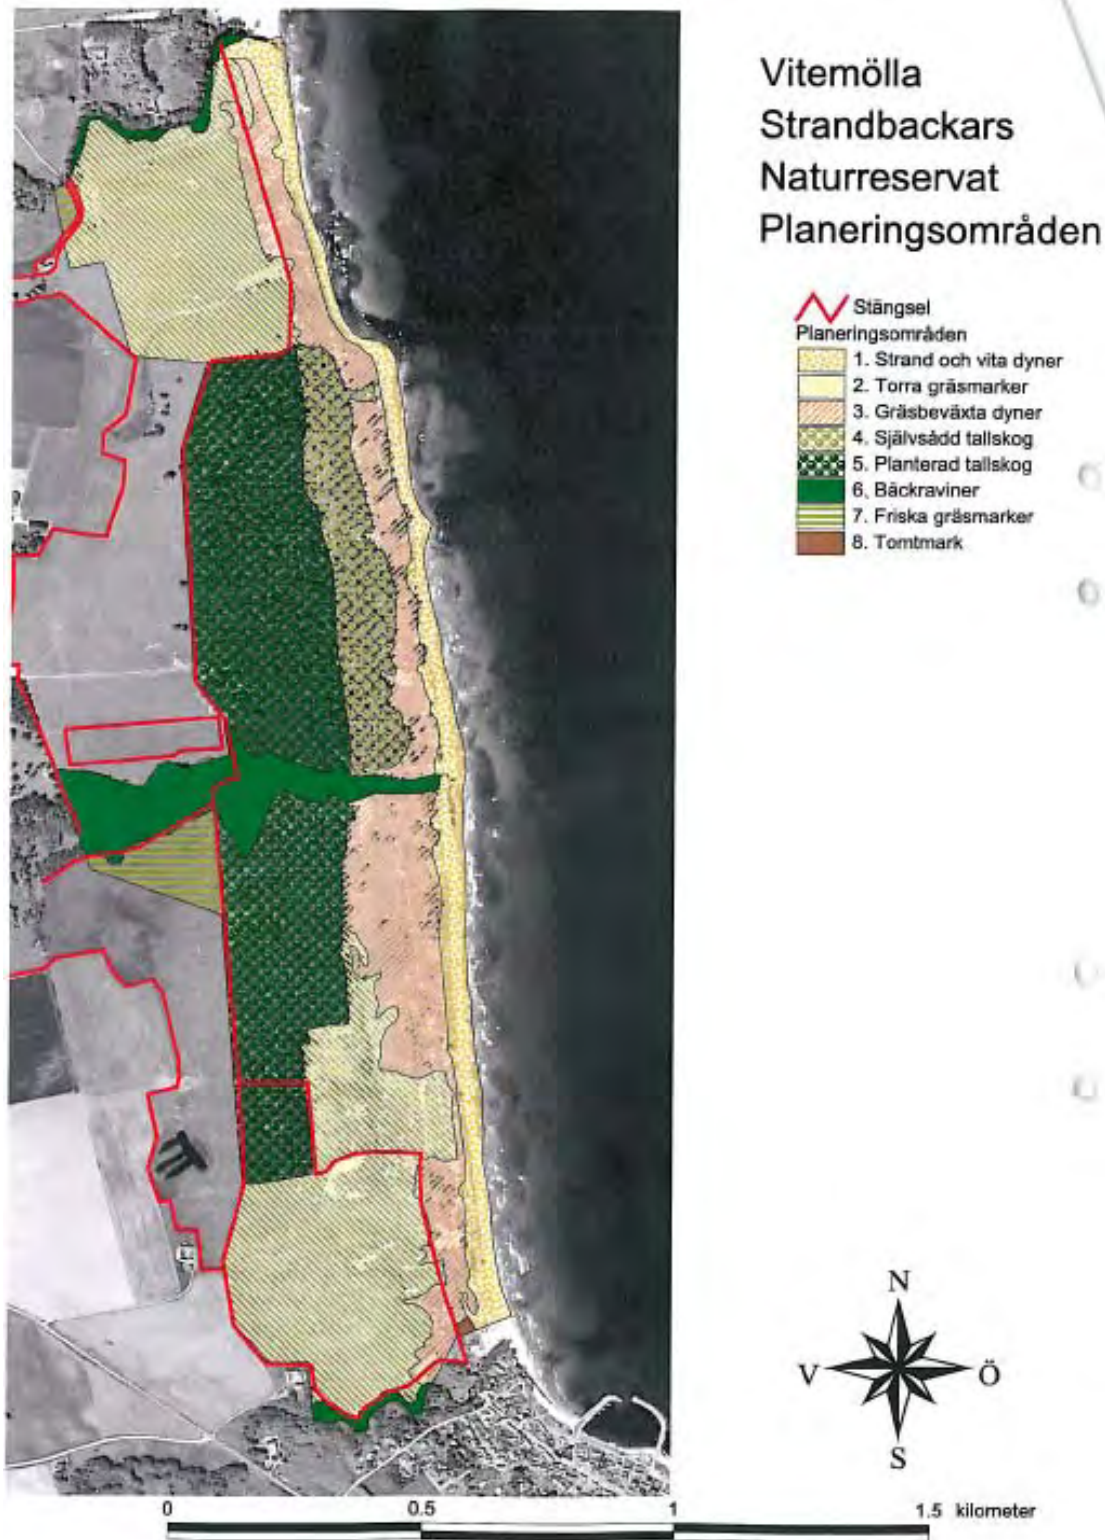 Vitemölla
Strandbackars
Naturreservat
Planeringsområden
Stängsel
Planeringsområden
1. Strand och vita dyner
2. Torra gräsmarker
3. Gräsbeväxta dyner
4. Självsådd tallskog
5. Planterad tallskog
6. Bäckraviner
7. Friska gräsmarker
8. Tomtmark
N
V Ö
S
0 0.5 1 1.5 kilometer